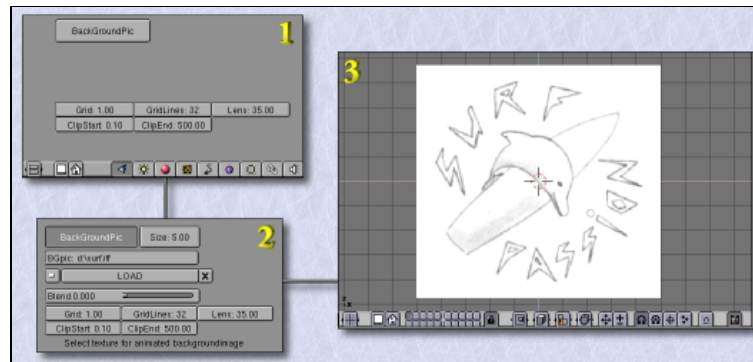 1
BackGroundPic
Grid: 1.00 GridLines: 32 Lens: 35.00
ClipStart: 0.10 ClipEnd: 500.00
2
BackGroundPic Size: 5.00
BGpic: d:\surf.iff
LOAD X
Blend:0.000
Grid: 1.00 GridLines: 32 Lens: 35.00
ClipStart: 0.10 ClipEnd: 500.00
Select texture for animated backgroundimage
3
SURF
PASSION